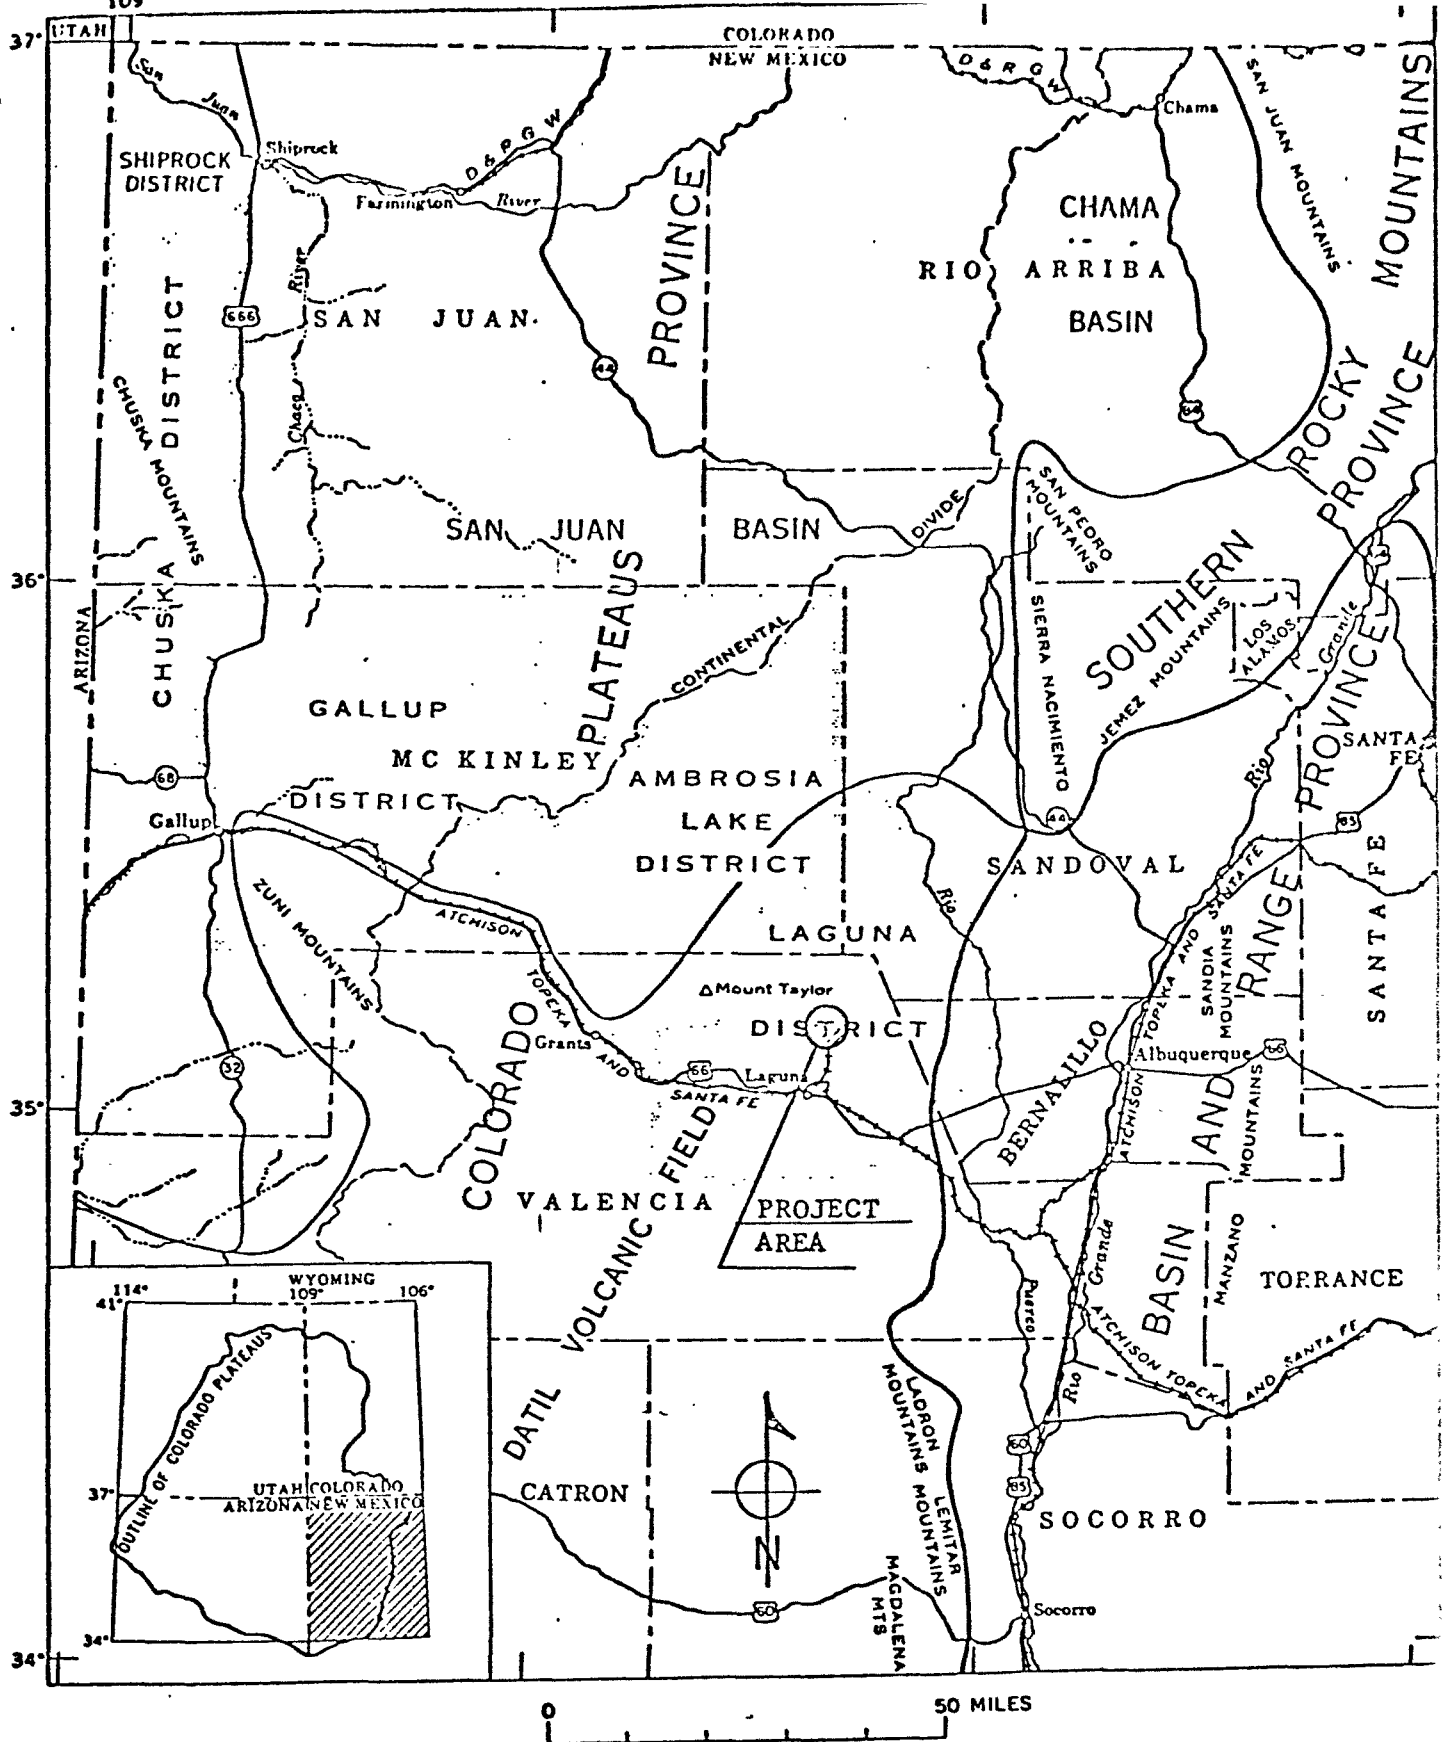 109°
37°
UTAH
COLORADO
NEW MEXICO
San
Juan
Shiprock
SHIPROCK
DISTRICT
D & R G W
Farmington
River
D & R G W
Chama
SAN JUAN MOUNTAINS
ROCKY MOUNTAINS
PROVINCE
CHAMA
RIO ARRIBA
BASIN
PROVINCE
666
River
SAN JUAN
44
84
CHUSKA DISTRICT
CHUSKA MOUNTAINS
Chaco
SAN JUAN BASIN
DIVIDE
SAN PEDRO
MOUNTAINS
SOUTHERN
36°
ARIZONA
PLATEAUS
CONTINENTAL
SIERRA NACIMIENTO
JEMEZ MOUNTAINS
LOS
ALAMOS
Grande
PROVINCE
SANTA
FE
GALLUP
MC KINLEY
DISTRICT
68
Gallup
AMBROSIA
LAKE
DISTRICT
44
Rio
85
SANDOVAL
SANTA FE
ZUNI MOUNTAINS
ATCHISON
TOPEKA
AND
SANTA FE
Rio
LAGUNA
DISTRICT
Mount Taylor
SANDIA
MOUNTAINS
RANGE
SANTA FE
TOPEKA AND SANTA FE
32
Grants
66
Laguna
Albuquerque
66
35°
COLORADO
BERNALILLO
ATCHISON
AND
MOUNTAINS
MANZANO
VALENCIA
PROJECT
AREA
DATIL VOLCANIC FIELD
Puerco
Grande
BASIN
TORRANCE
Rio
ATCHISON TOPEKA
AND
SANTA FE
LADRON
MOUNTAINS
LEMITAR
MOUNTAINS
MAGDALENA
MTS
CATRON
N
60
60
85
SOCORRO
Socorro
34°
WYOMING
114°
109°
106°
41°
OUTLINE OF COLORADO PLATEAUS
37°
UTAH COLORADO
ARIZONA NEW MEXICO
34°
0
50 MILES